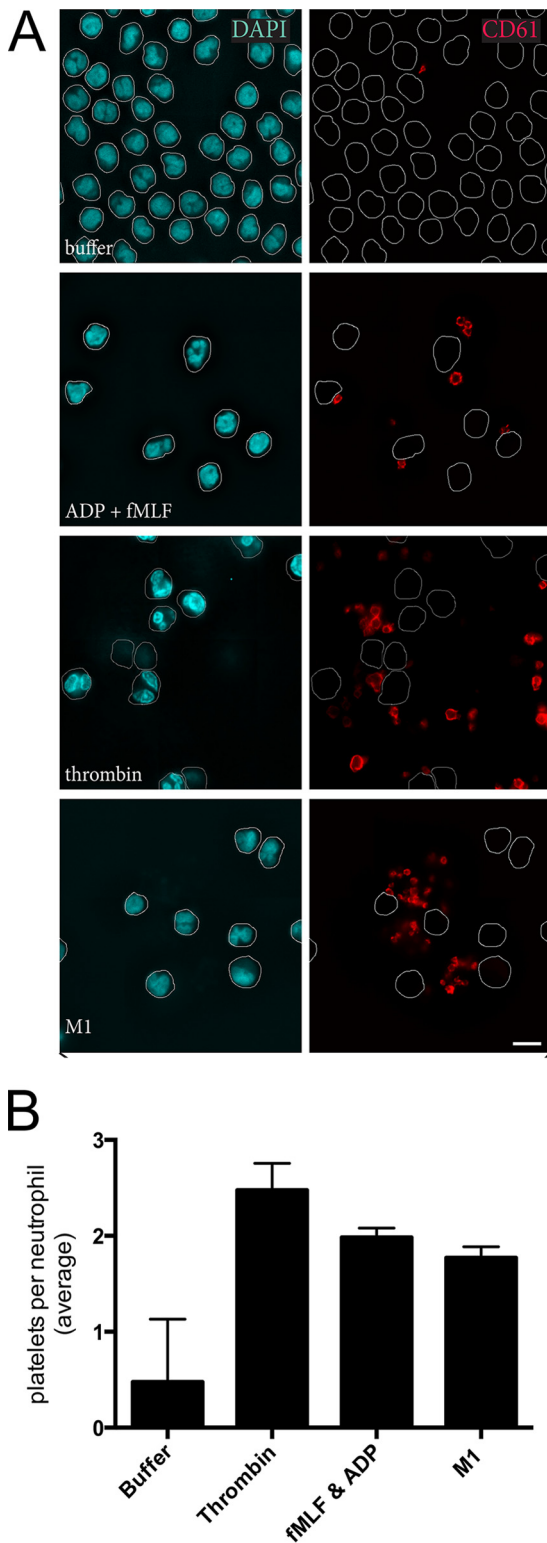 A
DAPI
CD61
buffer
ADP + fMLF
thrombin
M1
B
platelets per neutrophil
(average)
3
2
1
0
Buffer
Thrombin
fMLF & ADP
M1